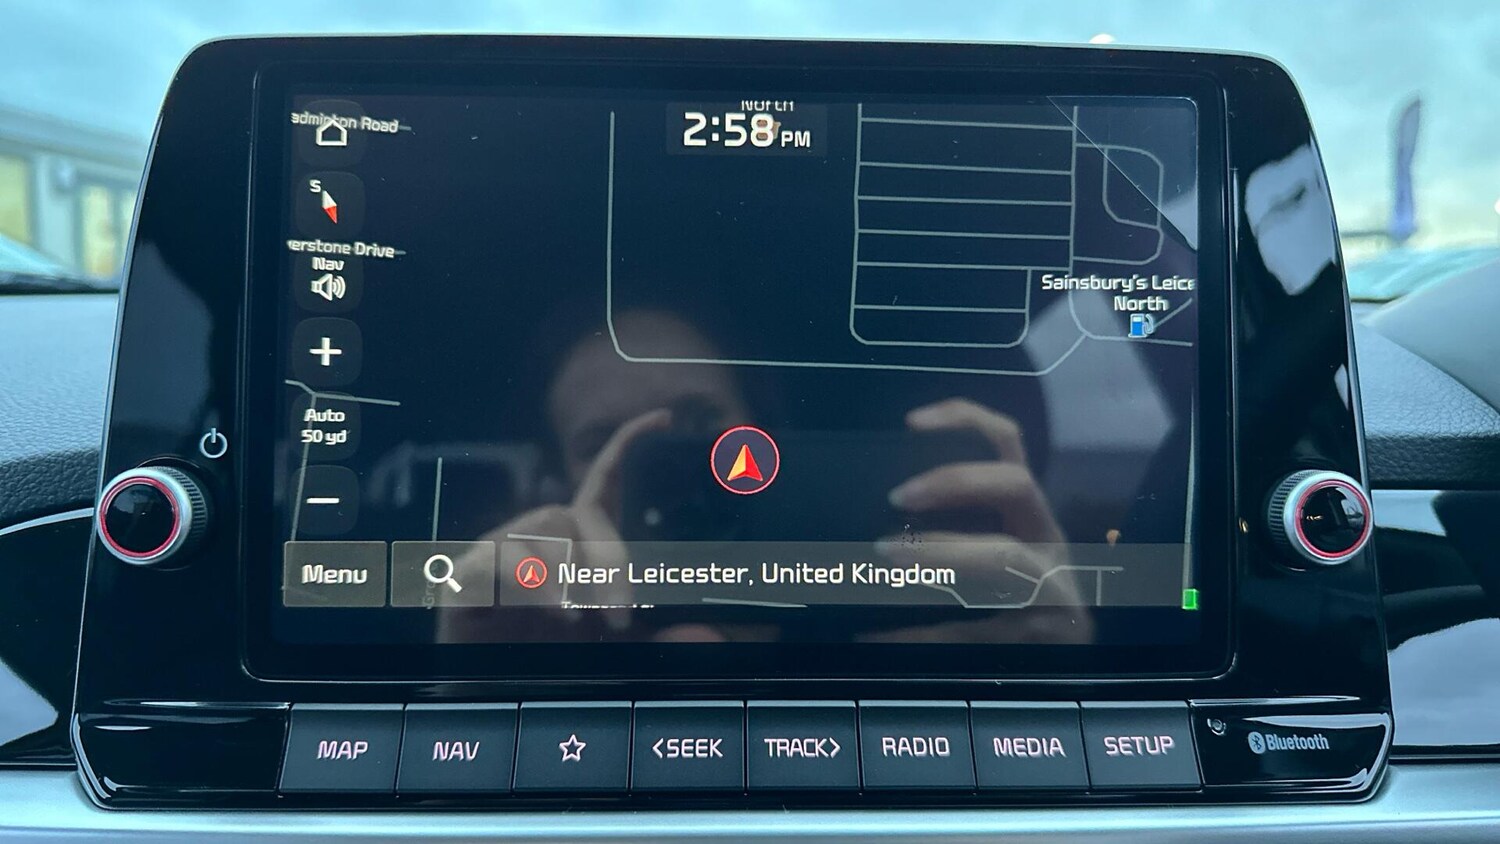 North
2:58 PM
Road
S
erstone Drive
Nav
Sainsbury's Leice
North
Auto
50 yd
Menu
Near Leicester, United Kingdom
MAP
NAV
<SEEK
TRACK>
RADIO
MEDIA
SETUP
Bluetooth